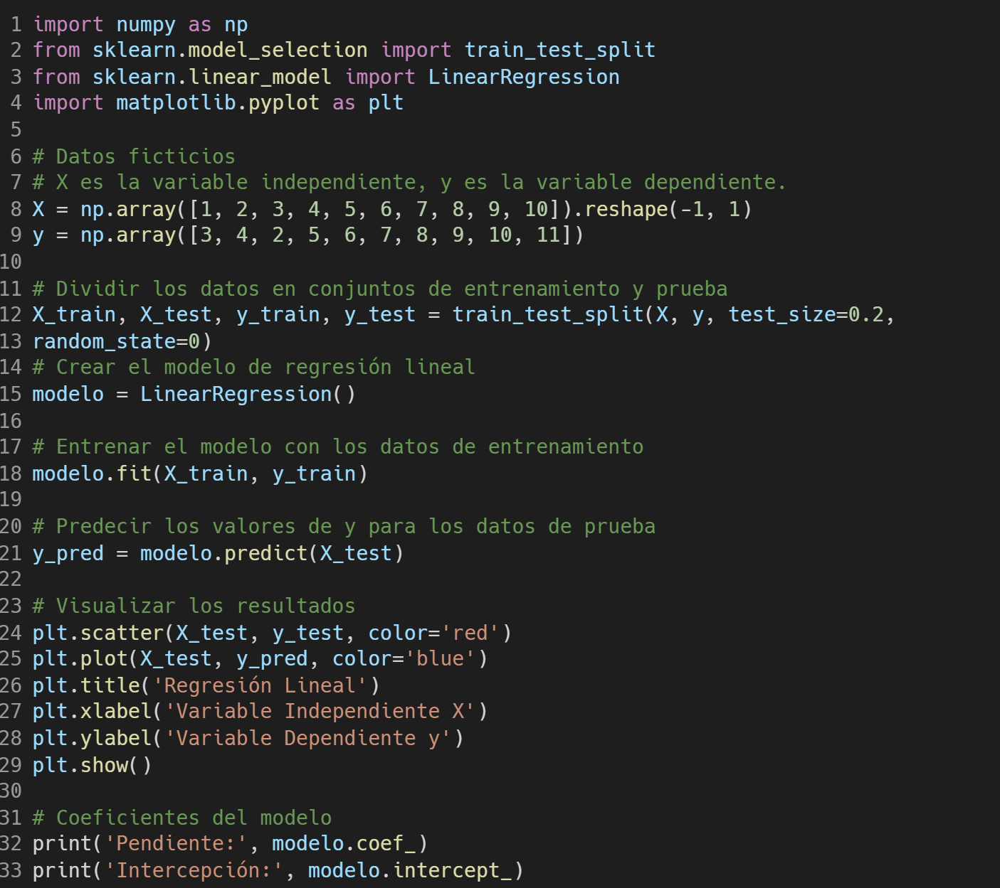 1 import numpy as np
2 from sklearn.model_selection import train_test_split
3 from sklearn.linear_model import LinearRegression
4 import matplotlib.pyplot as plt
5
6 # Datos ficticios
7 # X es la variable independiente, y es la variable dependiente.
8 X = np.array([1, 2, 3, 4, 5, 6, 7, 8, 9, 10]).reshape(-1, 1)
9 y = np.array([3, 4, 2, 5, 6, 7, 8, 9, 10, 11])
10
11 # Dividir los datos en conjuntos de entrenamiento y prueba
12 X_train, X_test, y_train, y_test = train_test_split(X, y, test_size=0.2,
13 random_state=0)
14 # Crear el modelo de regresión lineal
15 modelo = LinearRegression()
16
17 # Entrenar el modelo con los datos de entrenamiento
18 modelo.fit(X_train, y_train)
19
20 # Predecir los valores de y para los datos de prueba
21 y_pred = modelo.predict(X_test)
22
23 # Visualizar los resultados
24 plt.scatter(X_test, y_test, color='red')
25 plt.plot(X_test, y_pred, color='blue')
26 plt.title('Regresión Lineal')
27 plt.xlabel('Variable Independiente X')
28 plt.ylabel('Variable Dependiente y')
29 plt.show()
30
31 # Coeficientes del modelo
32 print('Pendiente:', modelo.coef_)
33 print('Intercepción:', modelo.intercept_)